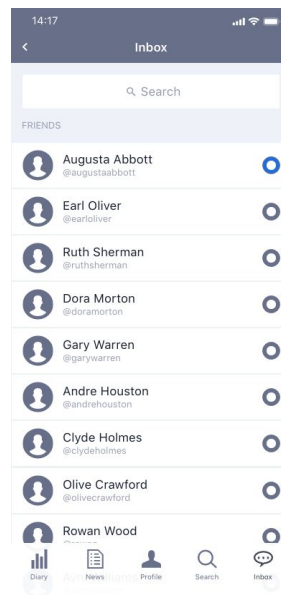 14:17
Inbox
Search
FRIENDS
Augusta Abbott
@augustaabbott
Earl Oliver
@earloliver
Ruth Sherman
@ruthsherman
Dora Morton
@doramorton
Gary Warren
@garywarren
Andre Houston
@andrehouston
Clyde Holmes
@clydeholmes
Olive Crawford
@olivecrawford
Rowan Wood
Diary News Profile Search Inbox